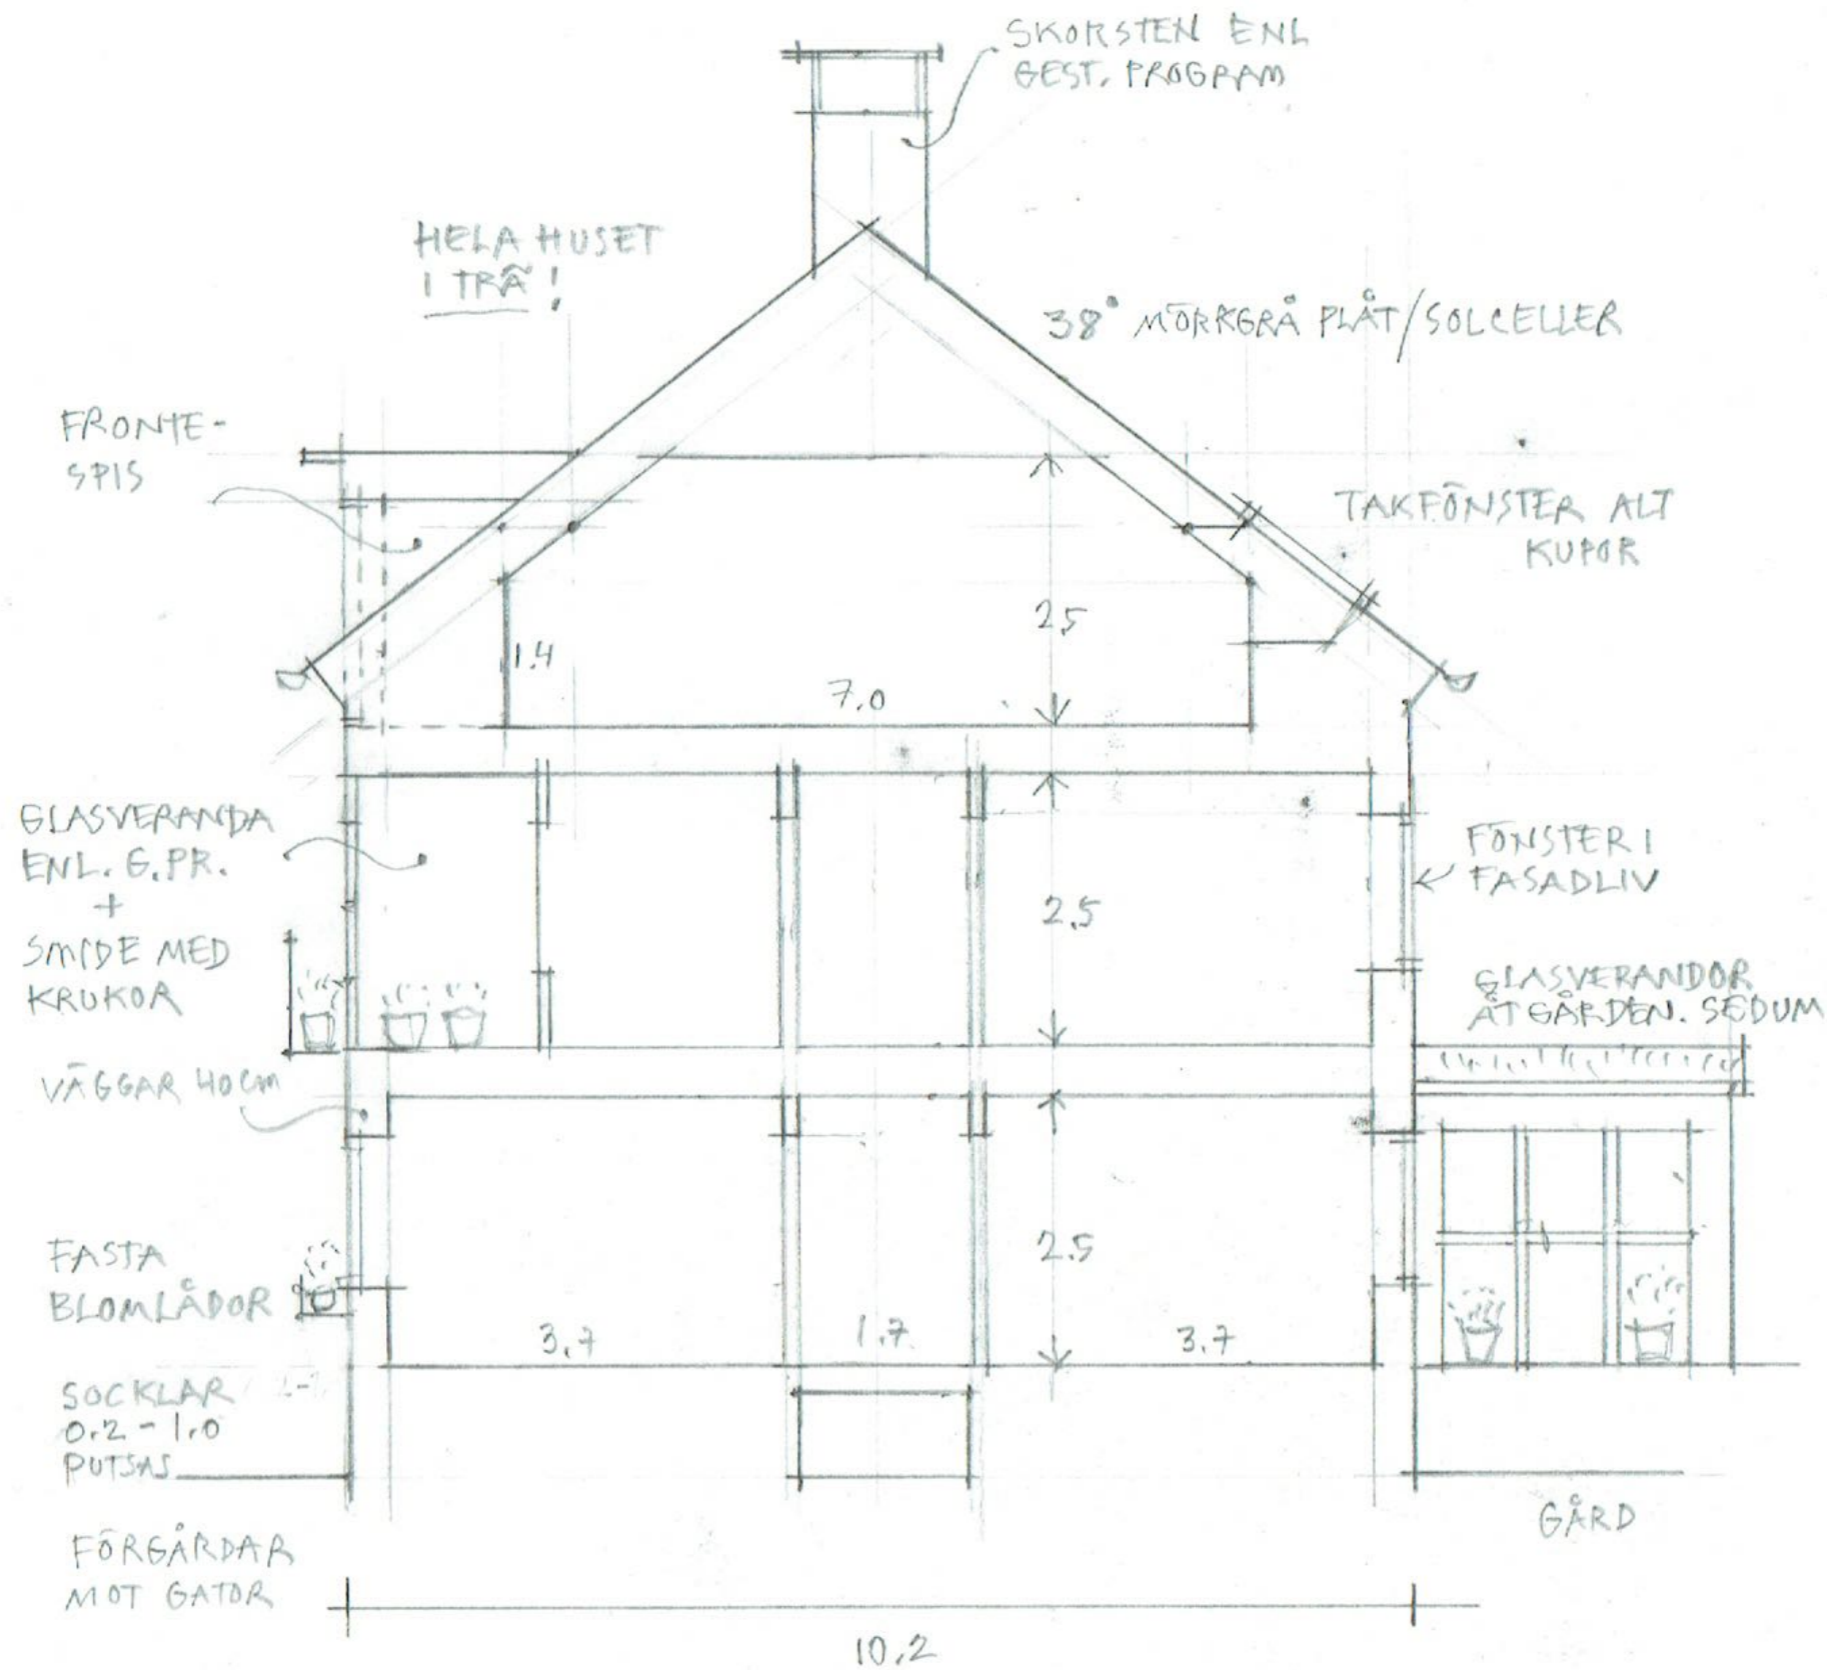 SKORSTEN ENL
GEST. PROGRAM
HELA HUSET
I TRÄ!
38° MÖRKGRÅ PLÅT/SOLCELLER
FRONTE-
SPIS
TAKFÖNSTER ALT
KUPOR
2,5
1.4
7.0
GLASVERANDA
ENL. G.PR.
+
SMIDE MED
KRUKOR
2.5
FÖNSTER I
FASADLIV
GLASVERANDOR
ÅT GÅRDEN. SEDUM
VÄGGAR 40 cm
FASTA
BLOMLÅDOR
2.5
3,7
1.7
3,7
SOCKLAR
0.2 - 1.0
PUTSAS
GÅRD
FÖRGÅRDAR
MOT GATOR
10,2